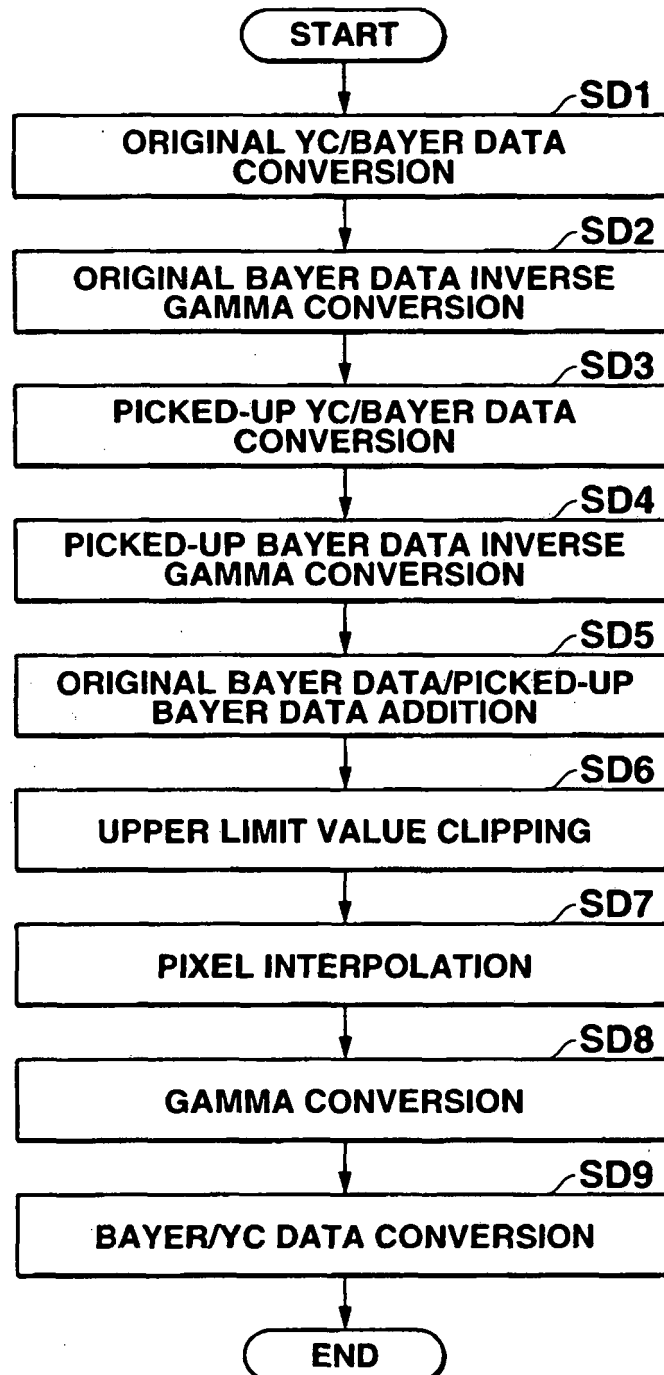 START
SD1
ORIGINAL YC/BAYER DATA
CONVERSION
SD2
ORIGINAL BAYER DATA INVERSE
GAMMA CONVERSION
SD3
PICKED-UP YC/BAYER DATA
CONVERSION
SD4
PICKED-UP BAYER DATA INVERSE
GAMMA CONVERSION
SD5
ORIGINAL BAYER DATA/PICKED-UP
BAYER DATA ADDITION
SD6
UPPER LIMIT VALUE CLIPPING
SD7
PIXEL INTERPOLATION
SD8
GAMMA CONVERSION
SD9
BAYER/YC DATA CONVERSION
END